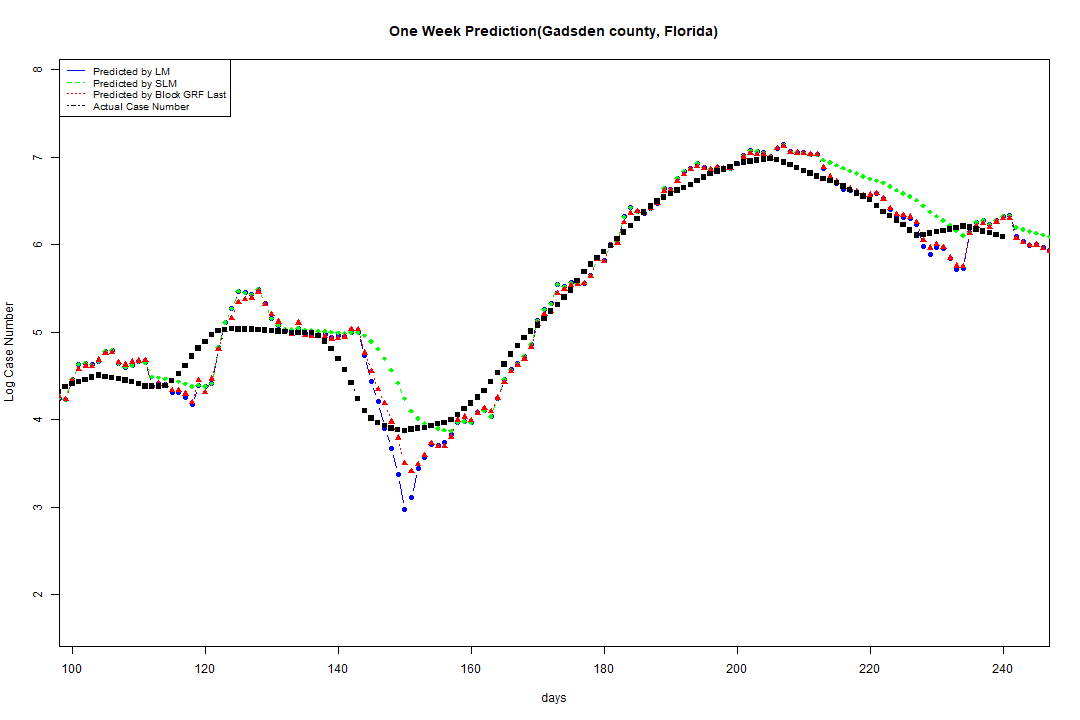 One Week Prediction(Gadsden county, Florida)
Predicted by LM
Predicted by SLM
Predicted by Block GRF Last
Actual Case Number
8
7
6
5
4
3
2
Log Case Number
100 120 140 160 180 200 220 240
days